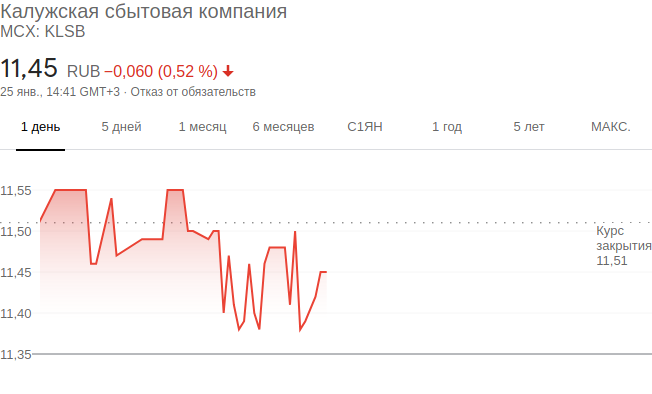 Калужская сбытовая компания
MCX: KLSB
11,45 RUB −0,060 (0,52 %)
25 янв., 14:41 GMT+3 · Отказ от обязательств
1 день 5 дней 1 месяц 6 месяцев С1ЯН 1 год 5 лет МАКС.
11,55
11,50
Курс
закрытия
11,51
11,45
11,40
11,35